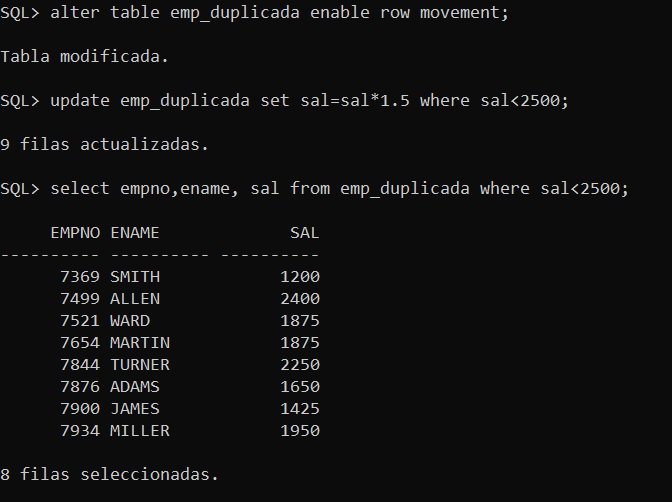 SQL> alter table emp_duplicada enable row movement;
Tabla modificada.
SQL> update emp_duplicada set sal=sal*1.5 where sal<2500;
9 filas actualizadas.
SQL> select empno,ename, sal from emp_duplicada where sal<2500;
     EMPNO ENAME             SAL
---------- ---------- ----------
      7369 SMITH            1200
      7499 ALLEN            2400
      7521 WARD             1875
      7654 MARTIN           1875
      7844 TURNER           2250
      7876 ADAMS            1650
      7900 JAMES            1425
      7934 MILLER           1950
8 filas seleccionadas.